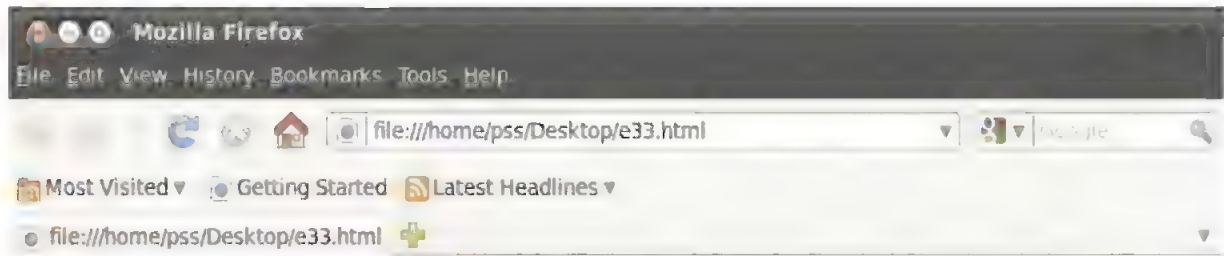 Mozilla Firefox
File Edit View History Bookmarks Tools Help
file:///home/pss/Desktop/e33.html
Most Visited Getting Started Latest Headlines
file:///home/pss/Desktop/e33.html